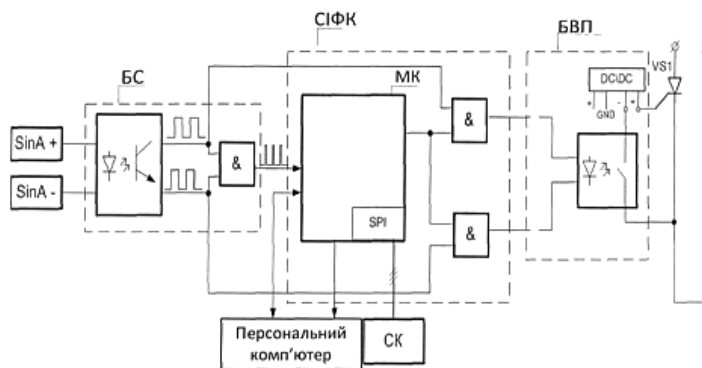 СІФК
БВП
БС
МК
VS1
DC\DC
+
GND
-
+
SinA +
SinA -
&
&
&
SPI
Персональний
комп'ютер
СК